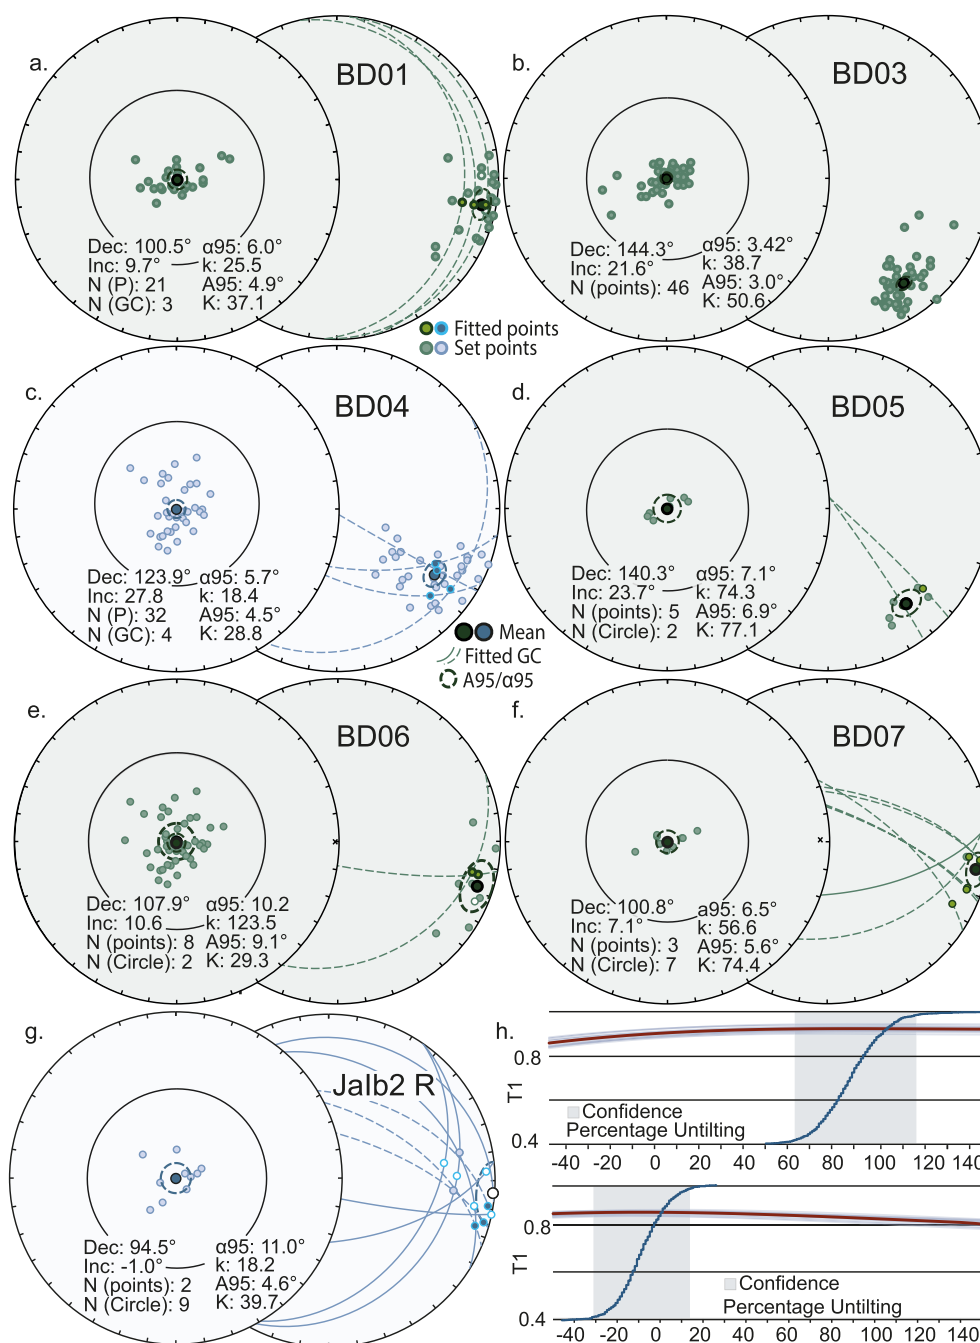 a.
BD01
Dec: 100.5° α95: 6.0°
Inc: 9.7° k: 25.5
N (P): 21 A95: 4.9°
N (GC): 3 K: 37.1
b.
BD03
Dec: 144.3° α95: 3.42°
Inc: 21.6° k: 38.7
N (points): 46 A95: 3.0°
K: 50.6
Fitted points
Set points
c.
BD04
Dec: 123.9° α95: 5.7°
Inc: 27.8 k: 18.4
N (P): 32 A95: 4.5°
N (GC): 4 K: 28.8
d.
BD05
Dec: 140.3° α95: 7.1°
Inc: 23.7° k: 74.3
N (points): 5 A95: 6.9°
N (Circle): 2 K: 77.1
Mean
Fitted GC
A95/α95
e.
BD06
Dec: 107.9° α95: 10.2
Inc: 10.6 k: 123.5
N (points): 8 A95: 9.1°
N (Circle): 2 K: 29.3
f.
BD07
Dec: 100.8° a95: 6.5°
Inc: 7.1° k: 56.6
N (points): 3 A95: 5.6°
N (Circle): 7 K: 74.4
g.
Jalb2 R
Dec: 94.5° α95: 11.0°
Inc: -1.0° k: 18.2
N (points): 2 A95: 4.6°
N (Circle): 9 K: 39.7
h.
0.8
T1
Confidence
Percentage Untilting
0.4
-40 -20 0 20 40 60 80 100 120 140
0.8
T1
Confidence
Percentage Untilting
0.4
-40 -20 0 20 40 60 80 100 120 140